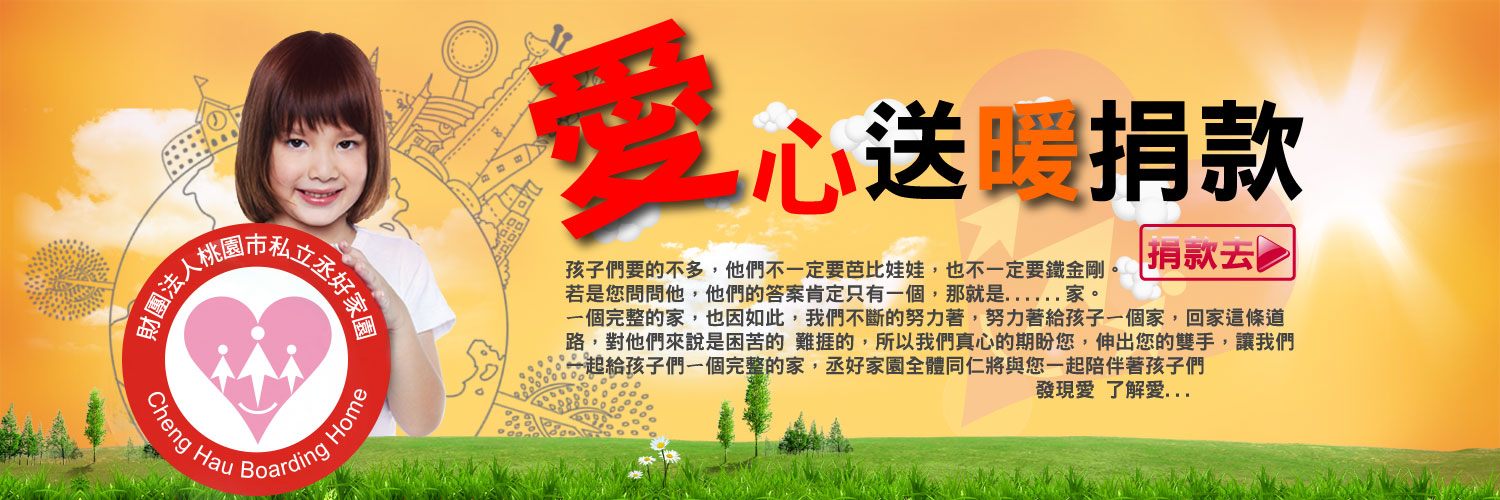 愛心送暖捐款
捐款去
孩子們要的不多，他們不一定要芭比娃娃，也不一定要鐵金剛。
若是您問問他，他們的答案肯定只有一個，那就是......家。
一個完整的家，也因如此，我們不斷的努力著，努力著給孩子一個家，回家這條道
路，對他們來說是困苦的 難捱的，所以我們真心的期盼您，伸出您的雙手，讓我們
一起給孩子們一個完整的家，丞好家園全體同仁將與您一起陪伴著孩子們
發現愛 了解愛...
財團法人桃園市私立丞好家園
Cheng Hau Boarding Home